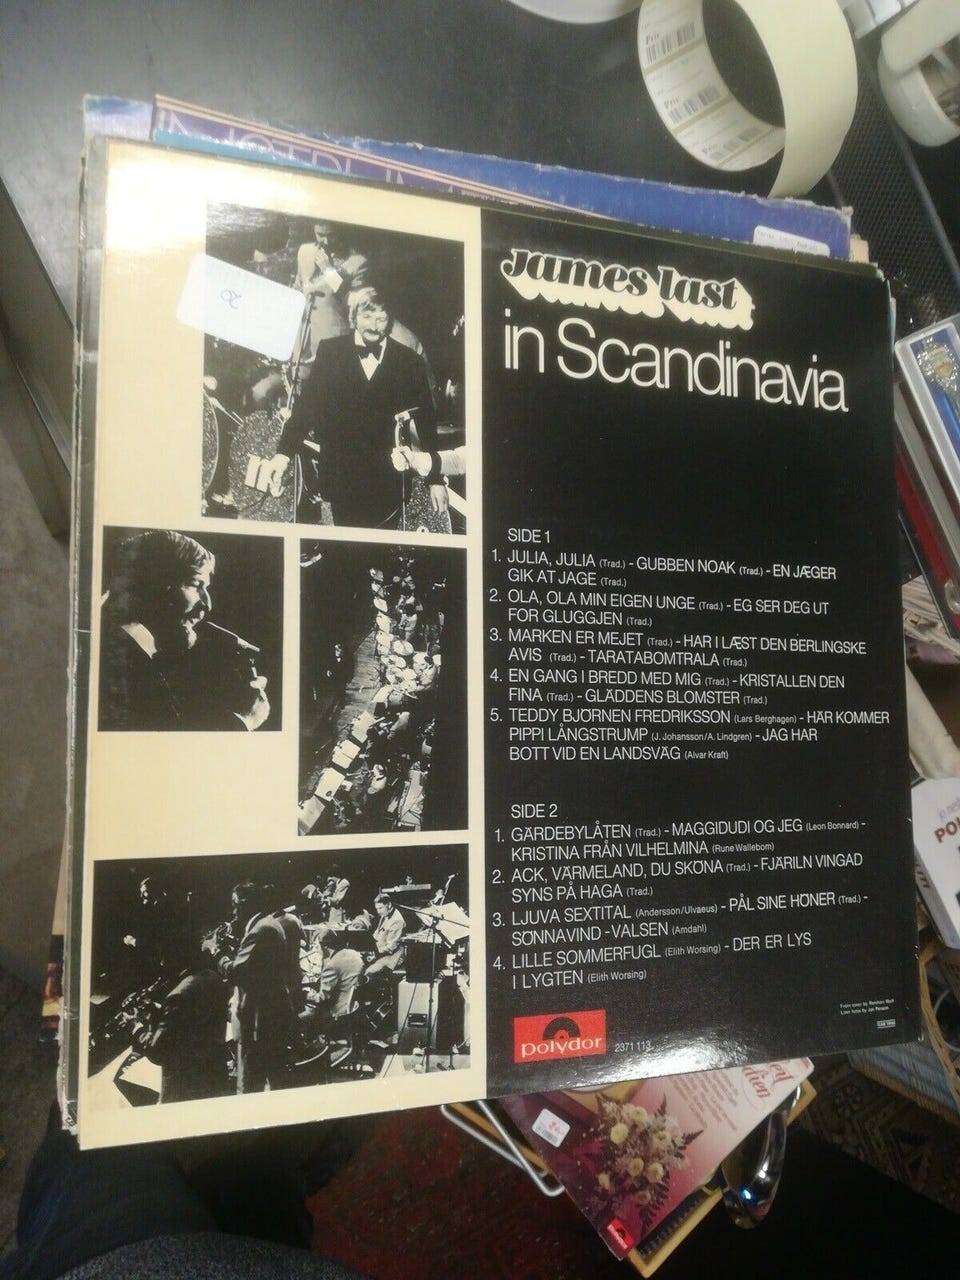 james last
in Scandinavia
SIDE 1
1. JULIA, JULIA (Trad.) - GUBBEN NOAK (Trad.) - EN JÆGER
GIK AT JAGE (Trad.)
2. OLA, OLA MIN EIGEN UNGE (Trad.) - EG SER DEG UT
FOR GLUGGJEN (Trad.)
3. MARKEN ER MEJET (Trad.) - HAR I LÆST DEN BERLINGSKE
AVIS (Trad.) - TARATABOMTRALA (Trad.)
4. EN GANG I BREDD MED MIG (Trad.) - KRISTALLEN DEN
FINA (Trad.) - GLÄDDENS BLOMSTER (Trad.)
5. TEDDY BJÖRNEN FREDRIKSSON (Lars Berghagen) - HÄR KOMMER
PIPPI LÅNGSTRUMP (J. Johansson/A. Lindgren) - JAG HAR
BOTT VID EN LANDSVÄG (Alvar Kraft)
SIDE 2
1. GÄRDEBYLÅTEN (Trad.) - MAGGIDUDI OG JEG (Leon Bonnard) -
KRISTINA FRÅN VILHELMINA (Rune Wallebom)
2. ACK, VÄRMELAND, DU SKÖNA (Trad.) - FJÄRILN VINGAD
SYNS PÅ HAGA (Trad.)
3. LJUVA SEXTITAL (Andersson/Ulvaeus) - PÅL SINE HÖNER (Trad.) -
SÖNNAVIND - VALSEN (Amdahl)
4. LILLE SOMMERFUGL (Elith Worsing) - DER ER LYS
I LYGTEN (Elith Worsing)
polydor
2371 113